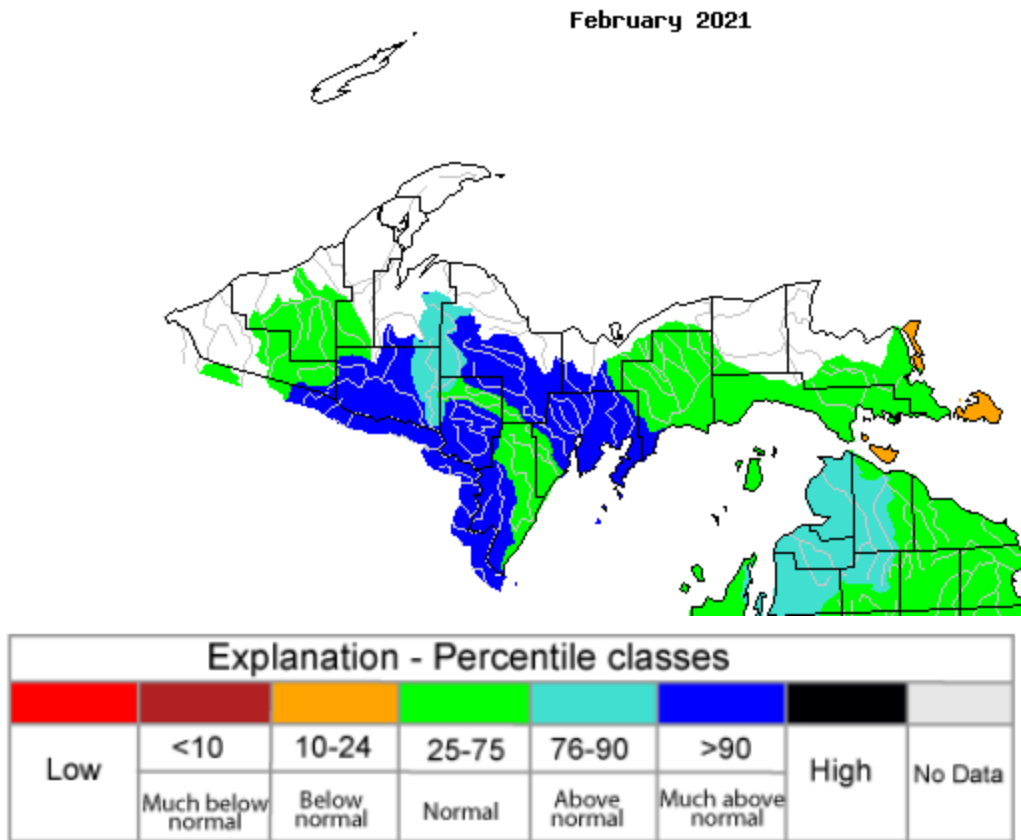 February 2021
Explanation - Percentile classes
Low
<10
10-24
25-75
76-90
>90
High
No Data
Much below
normal
Below
normal
Normal
Above
normal
Much above
normal